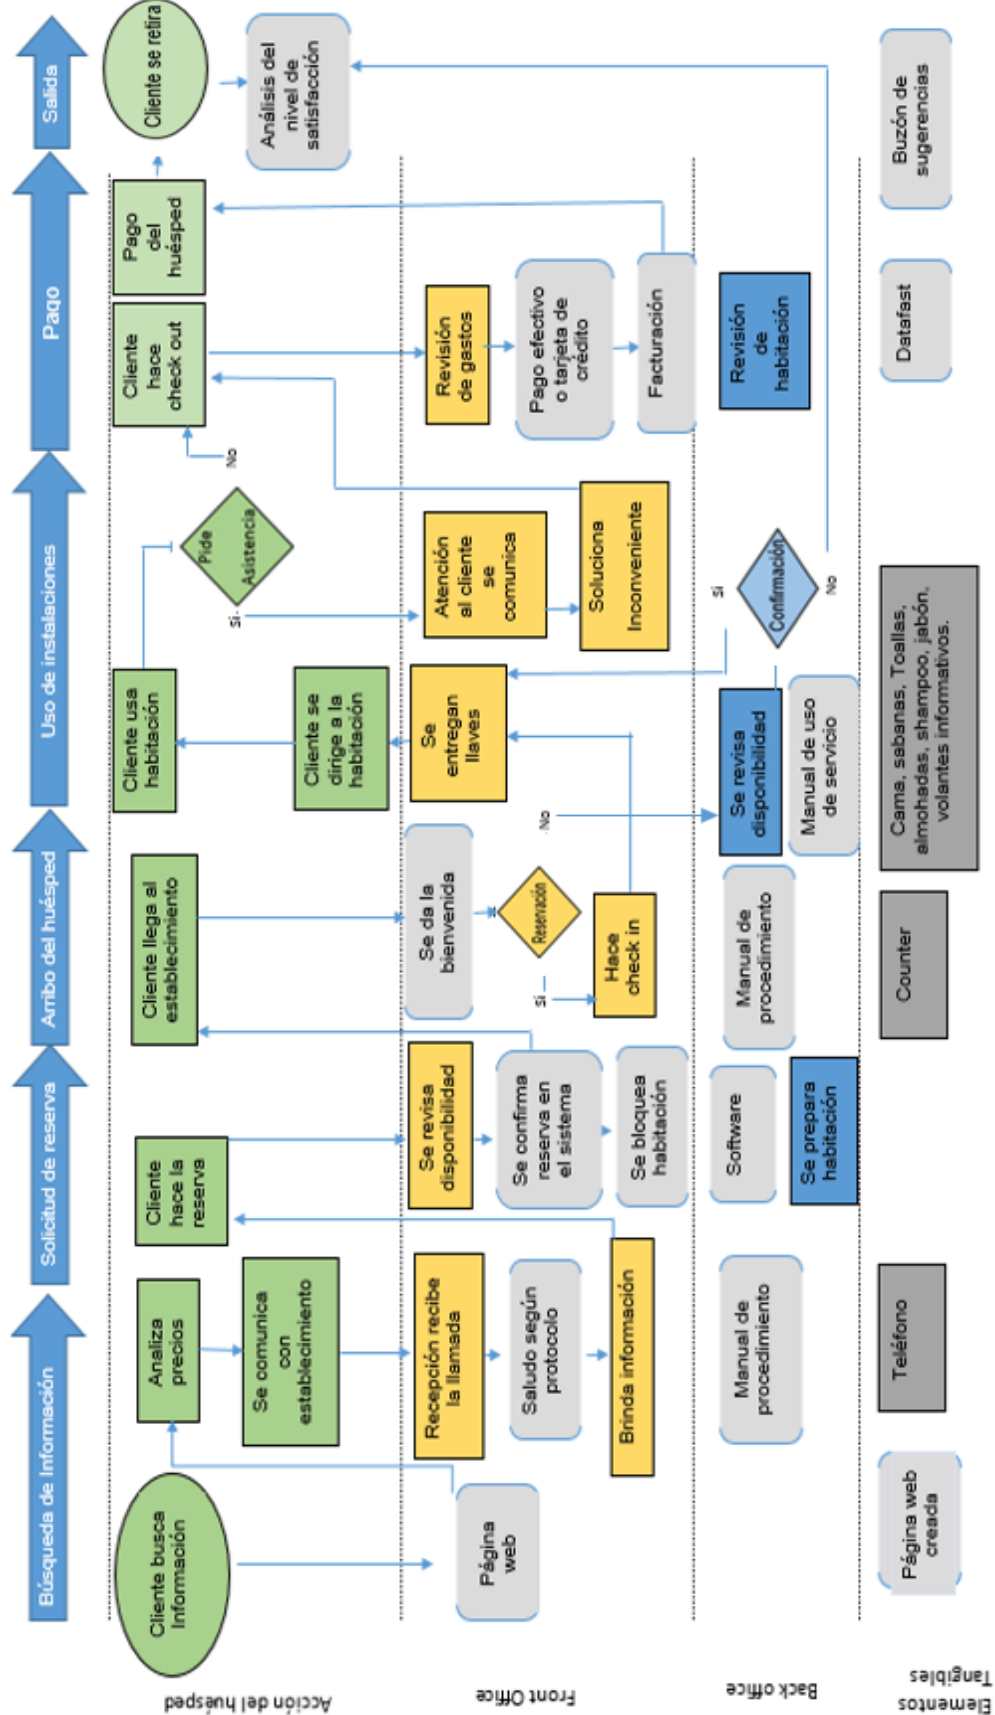 Búsqueda de Información
Solicitud de reserva
Arribo del huésped
Uso de instalaciones
Pago
Salida
Acción del huésped
Cliente busca
Información
Analiza
precios
Se comunica
con
establecimiento
Cliente
hace la
reserva
Cliente llega al
establecimiento
Cliente usa
habitación
Cliente se
dirige a la
habitación
Pide
Asistencia
Si
No
Cliente
hace
check out
Pago
del
huésped
Cliente se retira
Front Office
Página
web
Recepción recibe
la llamada
Saludo según
protocolo
Brinda información
Se revisa
disponibilidad
Se confirma
reserva en
el sistema
Se bloquea
habitación
Se da la
bienvenida
Reservación
Si
No
Hace
check in
Se
entregan
llaves
Atención
al cliente
se
comunica
Soluciona
Inconveniente
Revisión
de gastos
Pago efectivo
o tarjeta de
crédito
Facturación
Análisis del
nivel de
satisfacción
Back office
Manual de
procedimiento
Software
Se prepara
habitación
Manual de
procedimiento
Se revisa
disponibilidad
Manual de uso
de servicio
Confirmación
Si
No
Revisión
de
habitación
Elementos
Tangibles
Página web
creada
Teléfono
Counter
Cama, sabanas, Toallas,
almohadas, shampoo, jabón,
volantes informativos.
Datafast
Buzón de
sugerencias